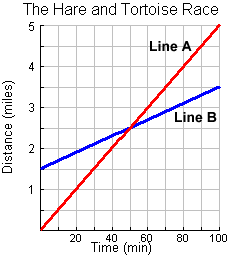 The Hare and Tortoise Race
5
Line A
4
3
Line B
2
1
Distance (miles)
20 40 60 80 100
Time (min)